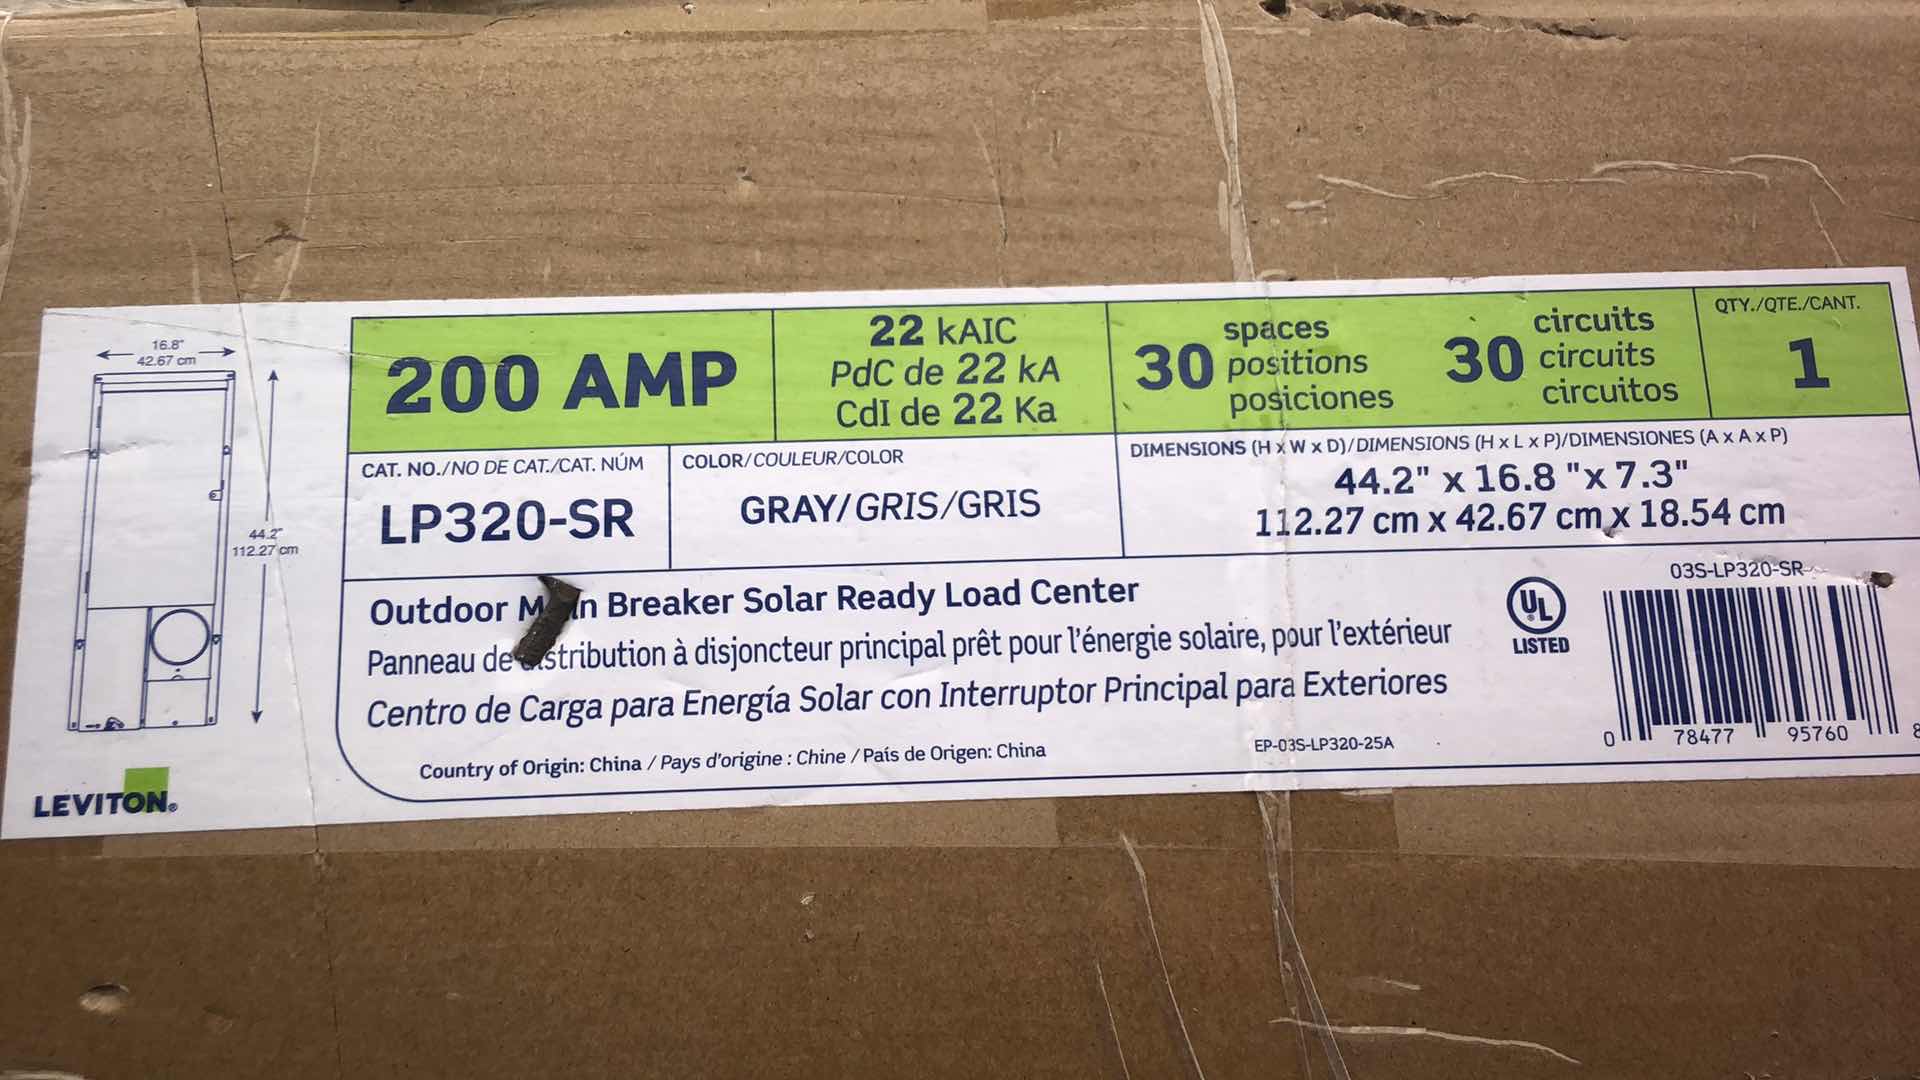 16.8"
42.67 cm
44.2"
112.27 cm
LEVITON®
200 AMP
22 kAIC
PdC de 22 kA
CdI de 22 Ka
30 spaces
positions
posiciones
30 circuits
circuits
circuitos
QTY./QTE./CANT.
1
CAT. NO./NO DE CAT./CAT. NÚM
LP320-SR
COLOR/COULEUR/COLOR
GRAY/GRIS/GRIS
DIMENSIONS (H x W x D)/DIMENSIONS (H x L x P)/DIMENSIONES (A x A x P)
44.2" x 16.8 "x 7.3"
112.27 cm x 42.67 cm x 18.54 cm
Outdoor Main Breaker Solar Ready Load Center
Panneau de distribution à disjoncteur principal prêt pour l'énergie solaire, pour l'extérieur
Centro de Carga para Energía Solar con Interruptor Principal para Exteriores
Country of Origin: China / Pays d'origine : Chine / País de Origen: China
EP-03S-LP320-25A
UL
LISTED
03S-LP320-SR
0 78477 95760 8